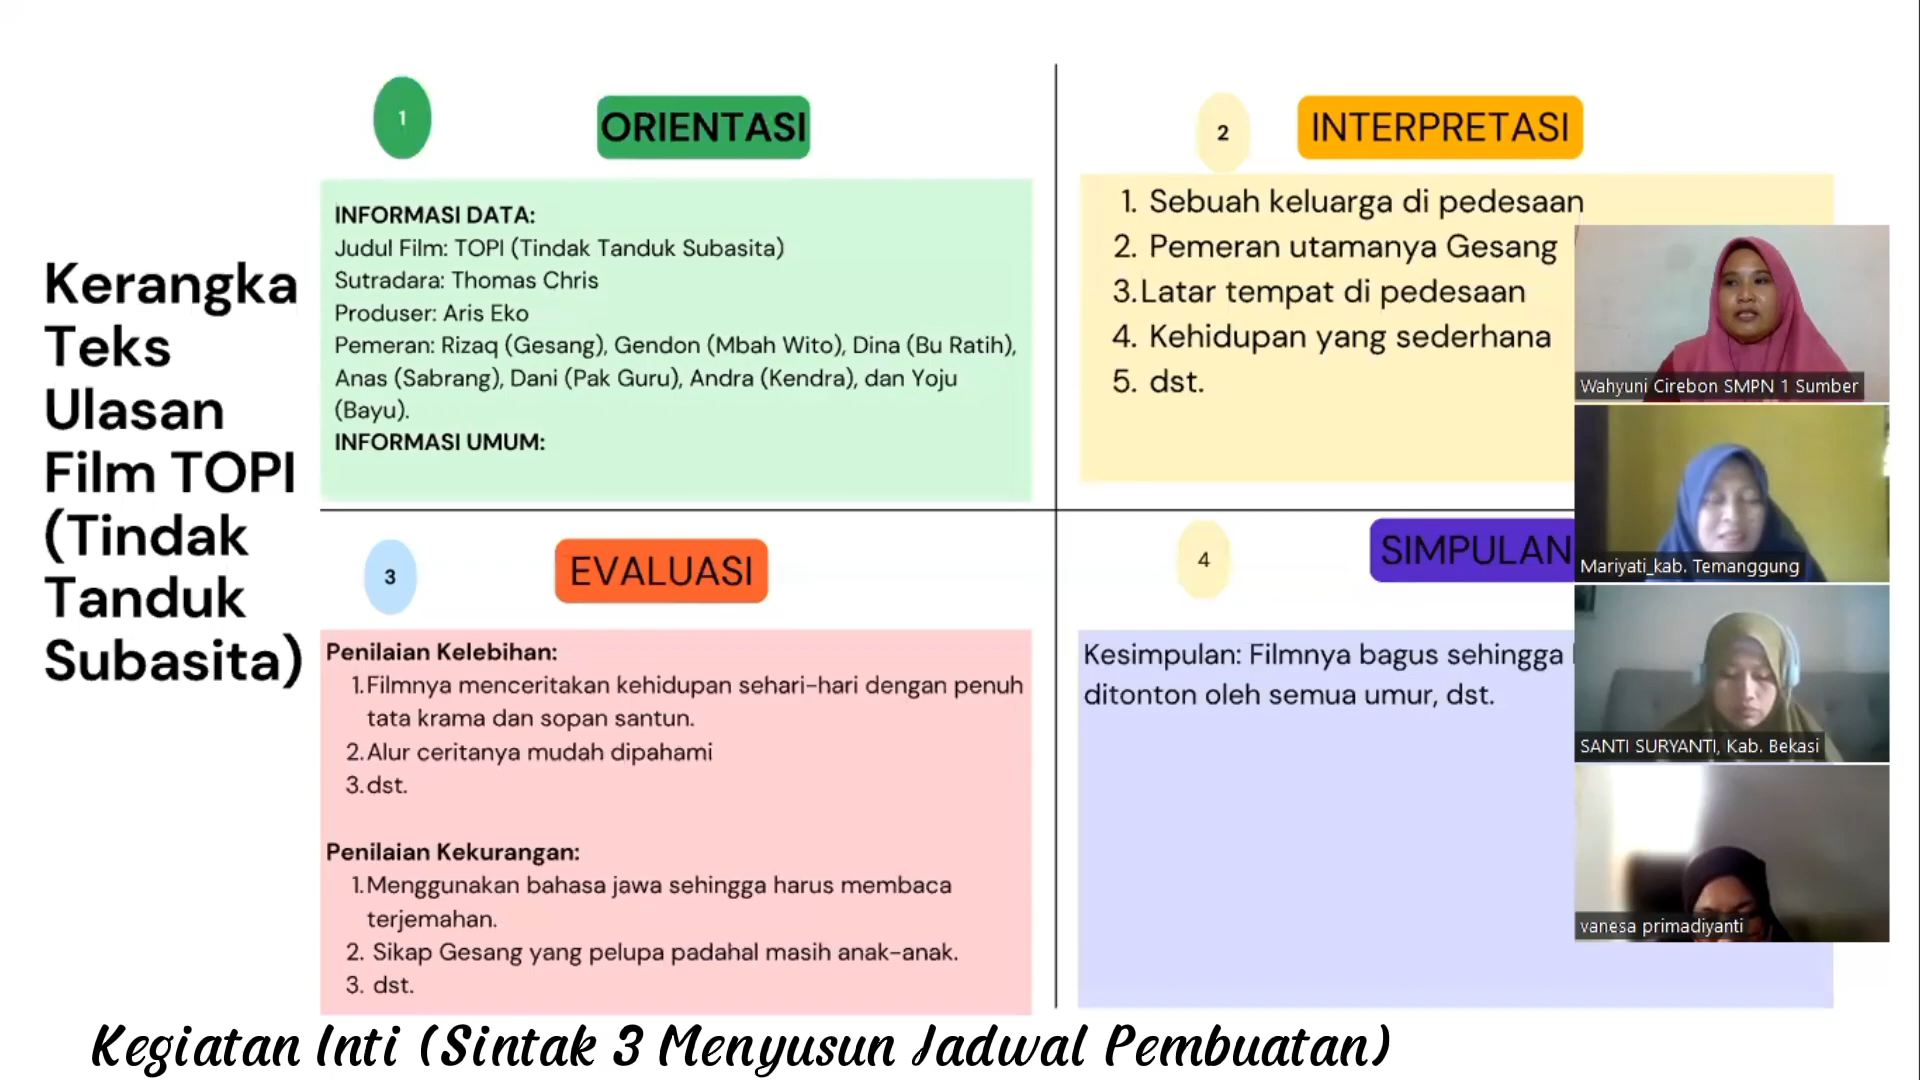 Kerangka
Teks
Ulasan
Film TOPI
(Tindak
Tanduk
Subasita)
1
ORIENTASI
INFORMASI DATA:
Judul Film: TOPI (Tindak Tanduk Subasita)
Sutradara: Thomas Chris
Produser: Aris Eko
Pemeran: Rizaq (Gesang), Gendon (Mbah Wito), Dina (Bu Ratih),
Anas (Sabrang), Dani (Pak Guru), Andra (Kendra), dan Yoju
(Bayu).
INFORMASI UMUM:
2
INTERPRETASI
1. Sebuah keluarga di pedesaan
2. Pemeran utamanya Gesang
3. Latar tempat di pedesaan
4. Kehidupan yang sederhana
5. dst.
3
EVALUASI
Penilaian Kelebihan:
1. Filmnya menceritakan kehidupan sehari-hari dengan penuh
tata krama dan sopan santun.
2. Alur ceritanya mudah dipahami
3. dst.
Penilaian Kekurangan:
1. Menggunakan bahasa jawa sehingga harus membaca
terjemahan.
2. Sikap Gesang yang pelupa padahal masih anak-anak.
3. dst.
4
SIMPULAN
Kesimpulan: Filmnya bagus sehingga
ditonton oleh semua umur, dst.
Wahyuni Cirebon SMPN 1 Sumber
Mariyati_kab. Temanggung
SANTI SURYANTI, Kab. Bekasi
vanesa primadiyanti
Kegiatan Inti (Sintak 3 Menyusun Jadwal Pembuatan)